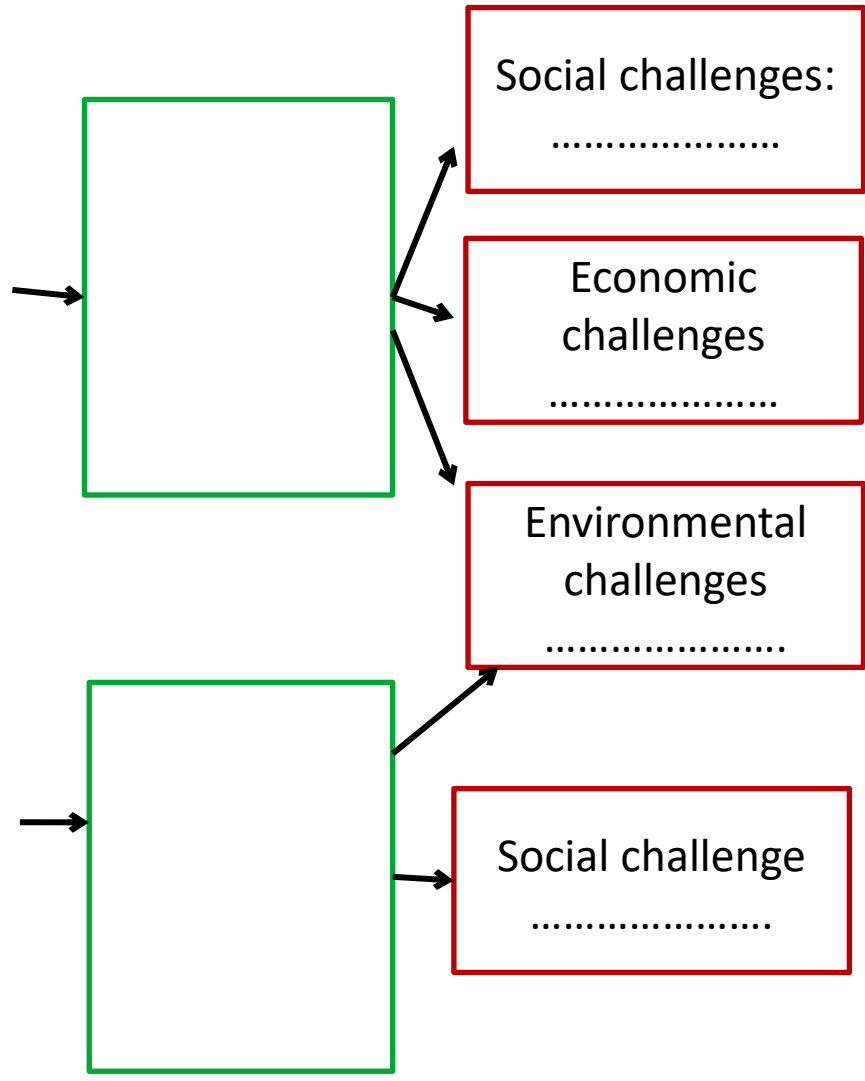 Social challenges:
…………………
Economic
challenges
…………………
Environmental
challenges
………………….
Social challenge
………………….